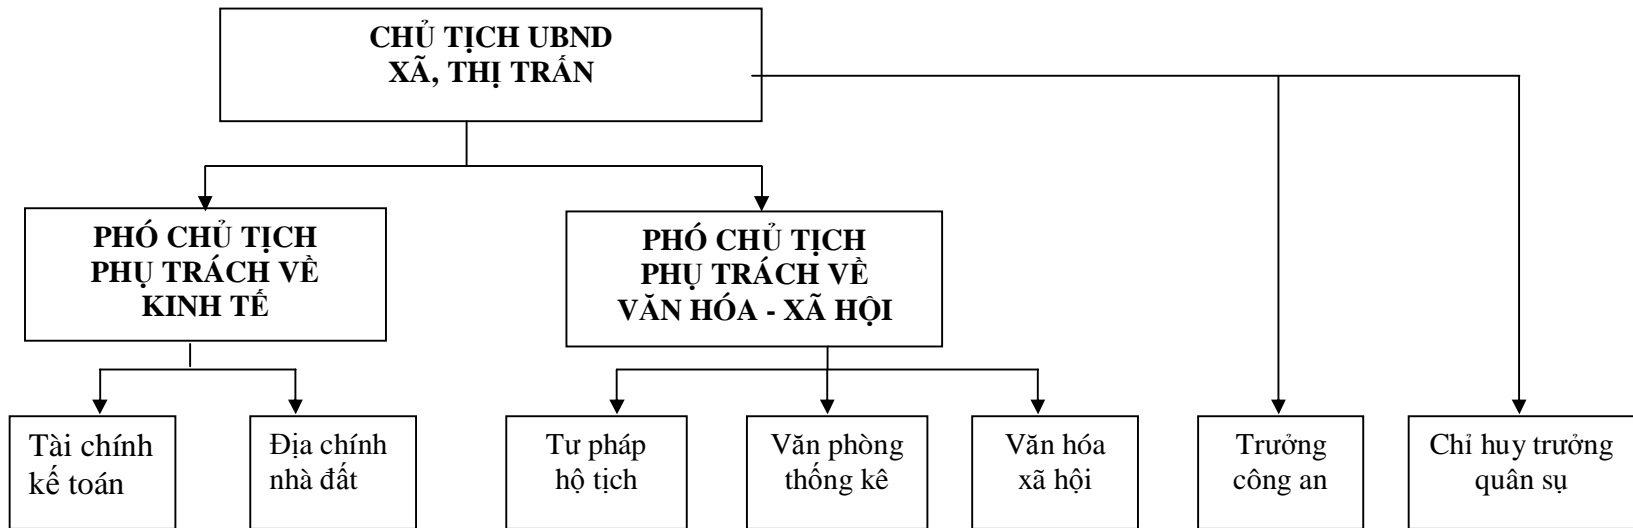 CHỦ TỊCH UBND
XÃ, THỊ TRẤN
PHÓ CHỦ TỊCH
PHỤ TRÁCH VỀ
KINH TẾ
PHÓ CHỦ TỊCH
PHỤ TRÁCH VỀ
VĂN HÓA - XÃ HỘI
Tài chính
kế toán
Địa chính
nhà đất
Tư pháp
hộ tịch
Văn phòng
thống kê
Văn hóa
xã hội
Trưởng
công an
Chỉ huy trưởng
quân sụ